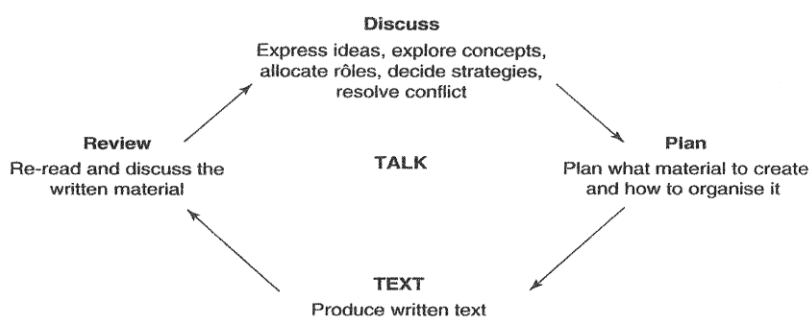 Discuss
Express ideas, explore concepts,
allocate rôles, decide strategies,
resolve conflict
Review
Re-read and discuss the
written material
TALK
Plan
Plan what material to create
and how to organise it
TEXT
Produce written text